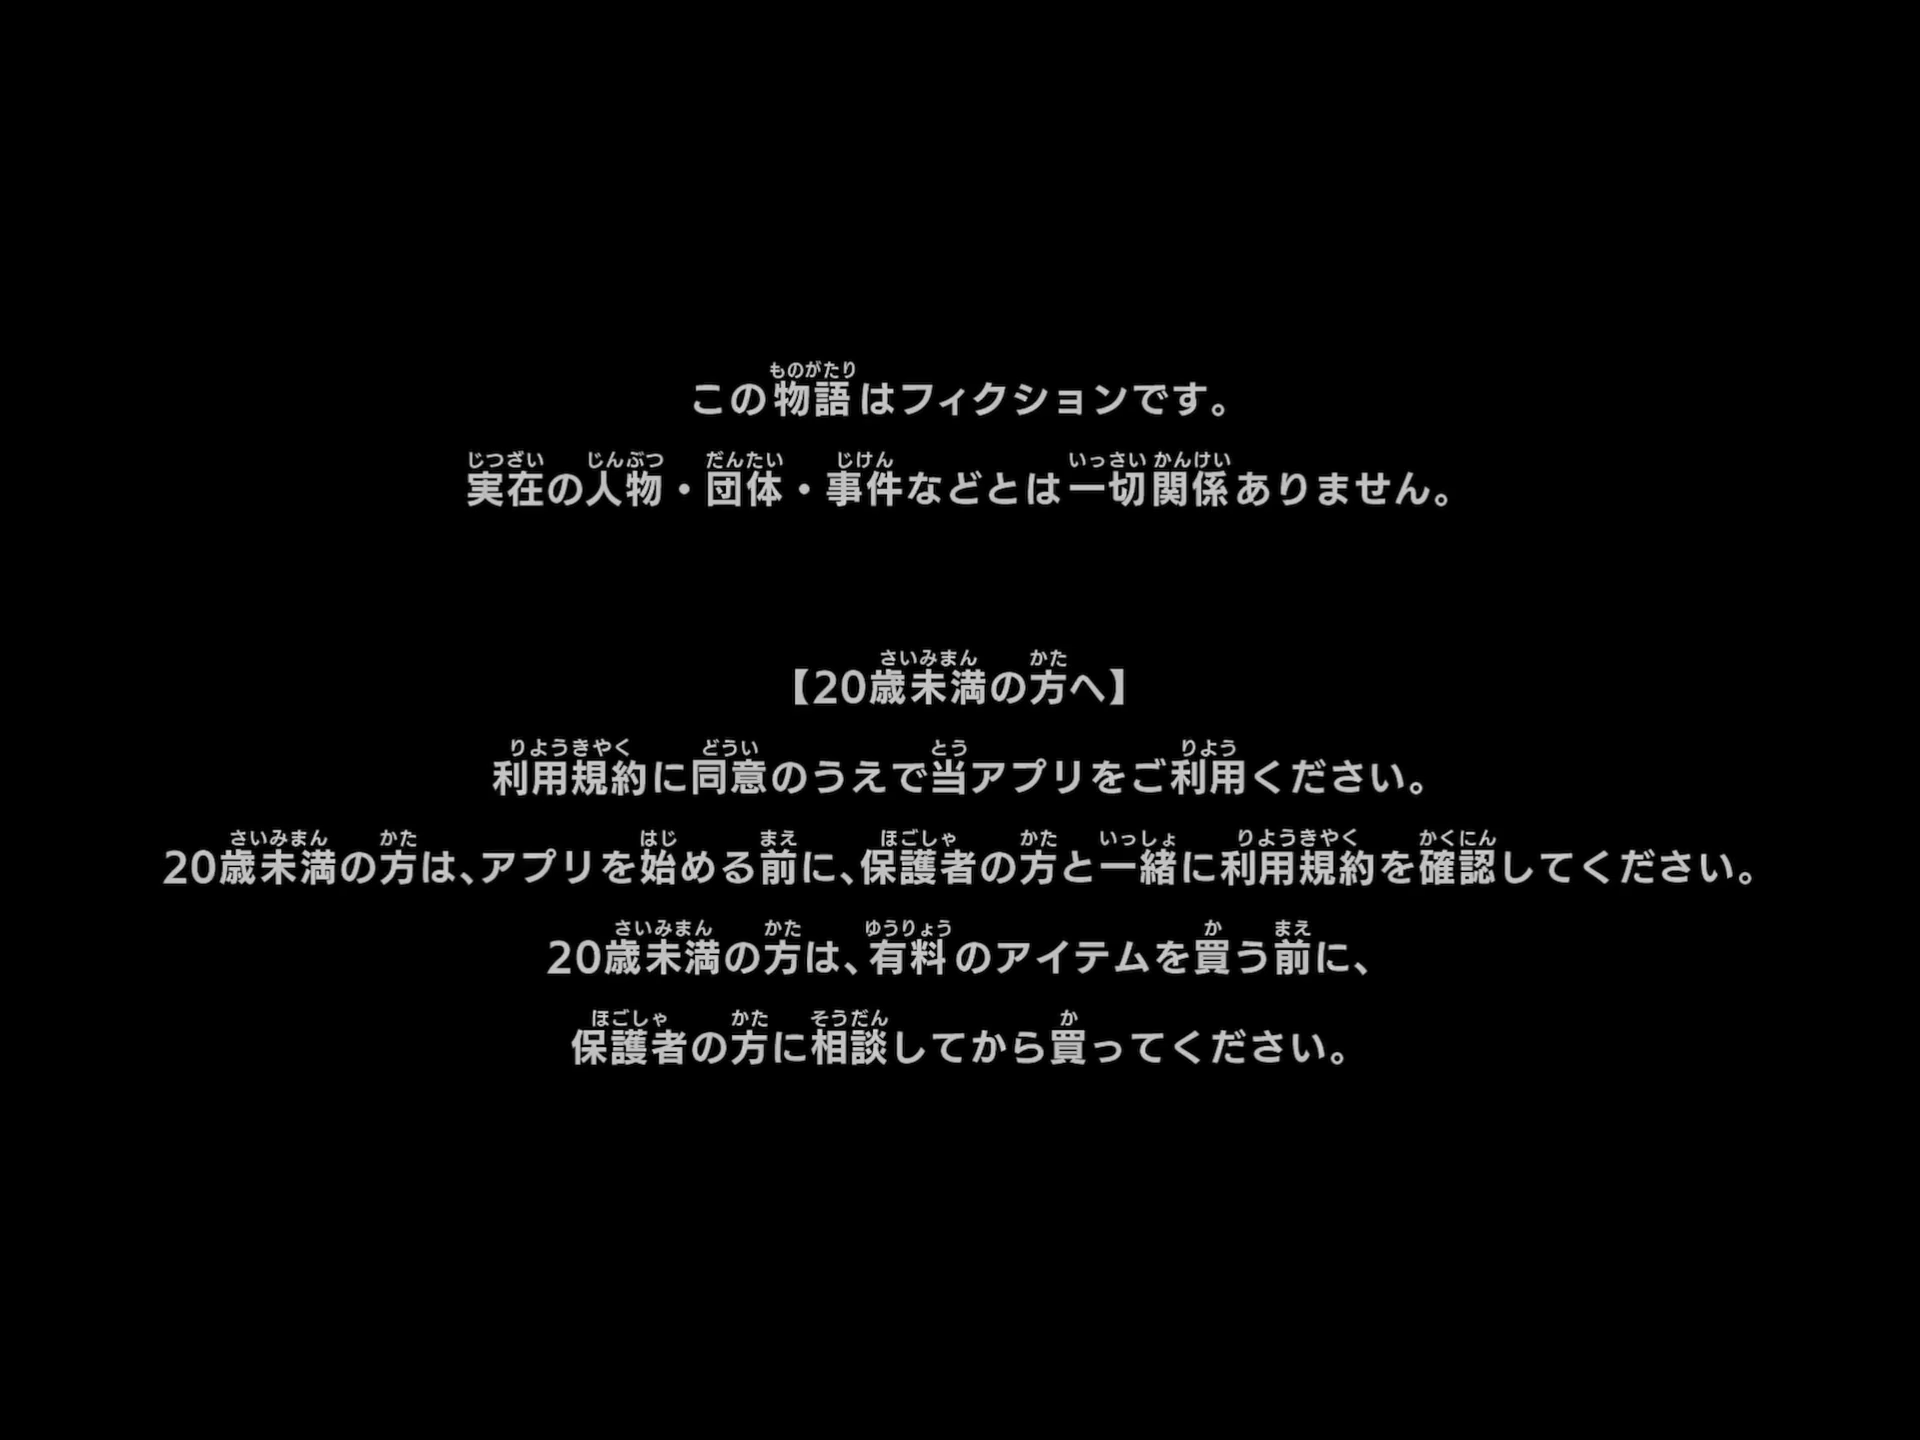 この物語はフィクションです。
実在の人物・団体・事件などとは一切関係ありません。
【20歳未満の方へ】
利用規約に同意のうえで当アプリをご利用ください。
20歳未満の方は、アプリを始める前に、保護者の方と一緒に利用規約を確認してください。
20歳未満の方は、有料のアイテムを買う前に、
保護者の方に相談してから買ってください。